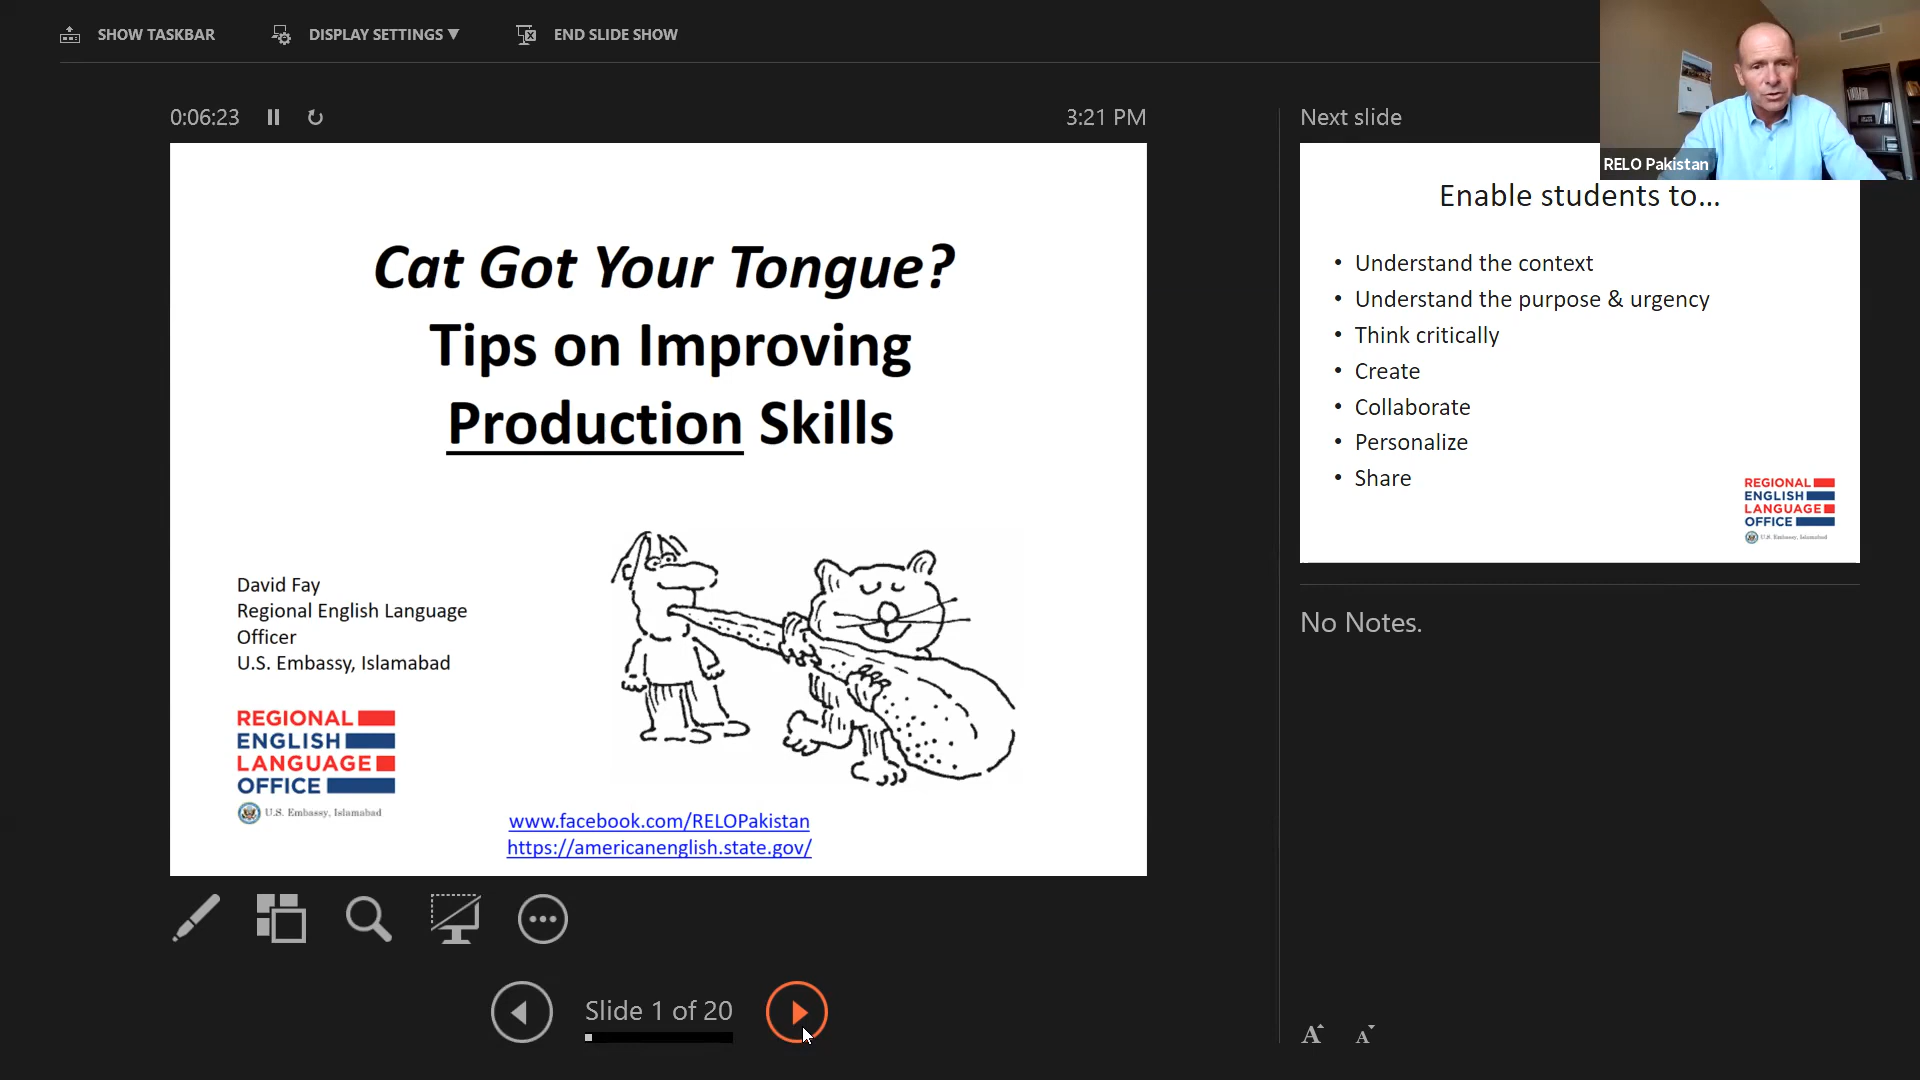 SHOW TASKBAR
DISPLAY SETTINGS ▼
END SLIDE SHOW
0:06:23
3:21 PM
Cat Got Your Tongue?
Tips on Improving
Production Skills
David Fay
Regional English Language
Officer
U.S. Embassy, Islamabad
REGIONAL
ENGLISH
LANGUAGE
OFFICE
U.S. Embassy, Islamabad
www.facebook.com/RELOPakistan
https://americanenglish.state.gov/
Slide 1 of 20
Next slide
RELO Pakistan
Enable students to...
• Understand the context
• Understand the purpose & urgency
• Think critically
• Create
• Collaborate
• Personalize
• Share
REGIONAL
ENGLISH
LANGUAGE
OFFICE
U.S. Embassy, Islamabad
No Notes.
A A